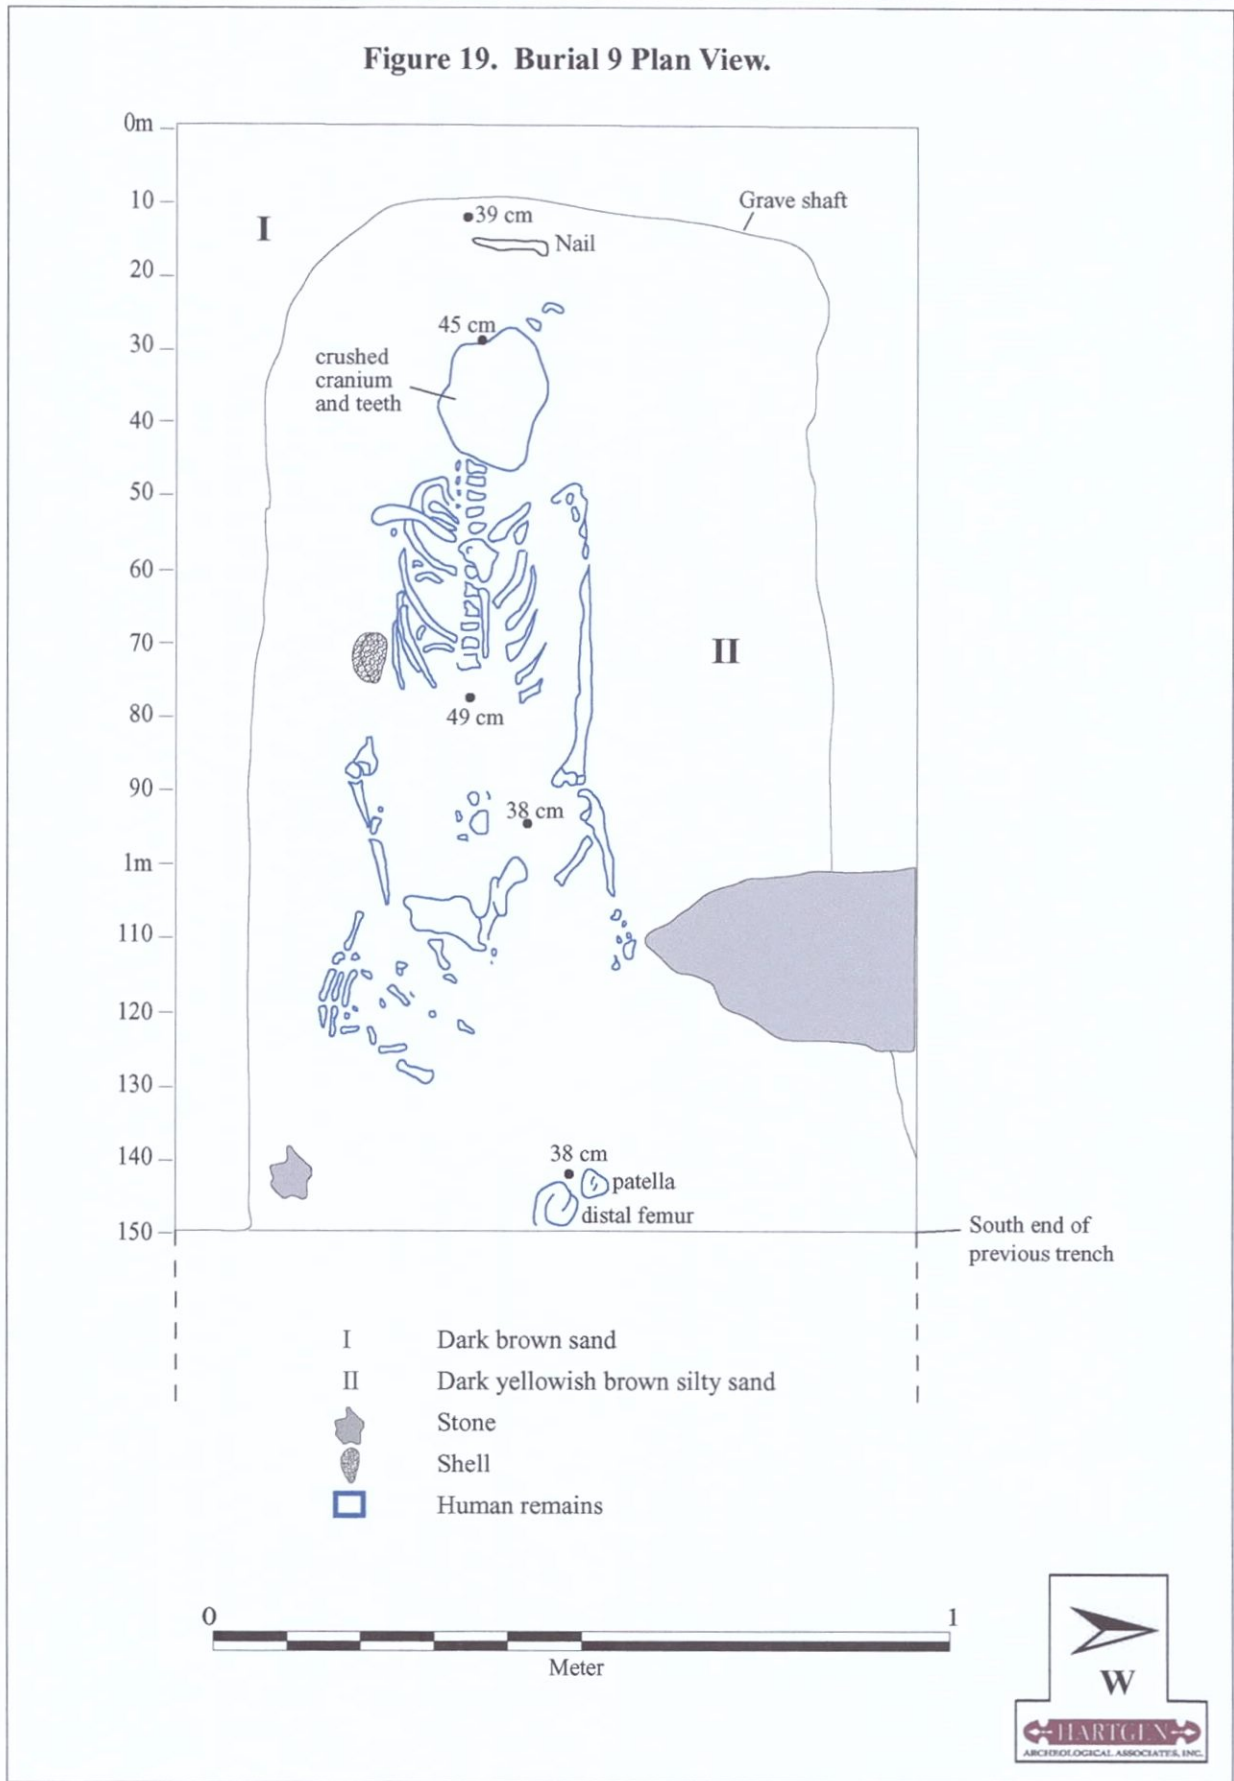 Figure 19. Burial 9 Plan View.
0m
10
20
30
40
50
60
70
80
90
1m
110
120
130
140
150
I
39 cm
Grave shaft
Nail
45 cm
crushed
cranium
and teeth
II
49 cm
38 cm
38 cm
patella
distal femur
South end of
previous trench
I Dark brown sand
II Dark yellowish brown silty sand
Stone
Shell
Human remains
0 1
Meter
W
HARTGEN
ARCHEOLOGICAL ASSOCIATES, INC.